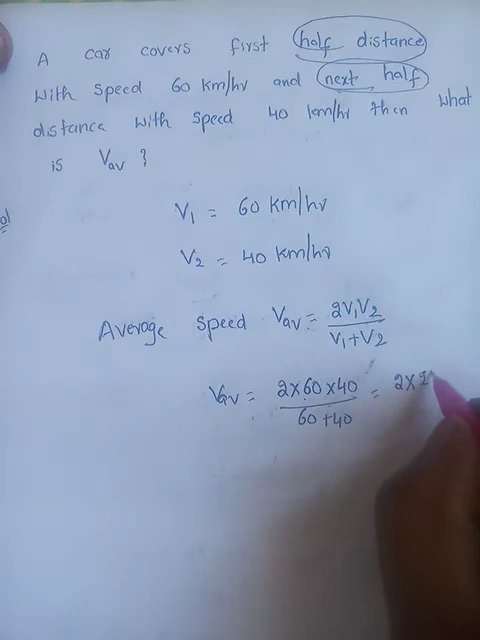 A car covers first half distance
with speed 60 km/hr and next half
distance with speed 40 km/hr then what
is Vav ?
V1 = 60 km/hr
V2 = 40 km/hr
Average speed Vav = 2V1V2 / V1+V2
Vav = 2×60×40 / 60+40 = 2×2